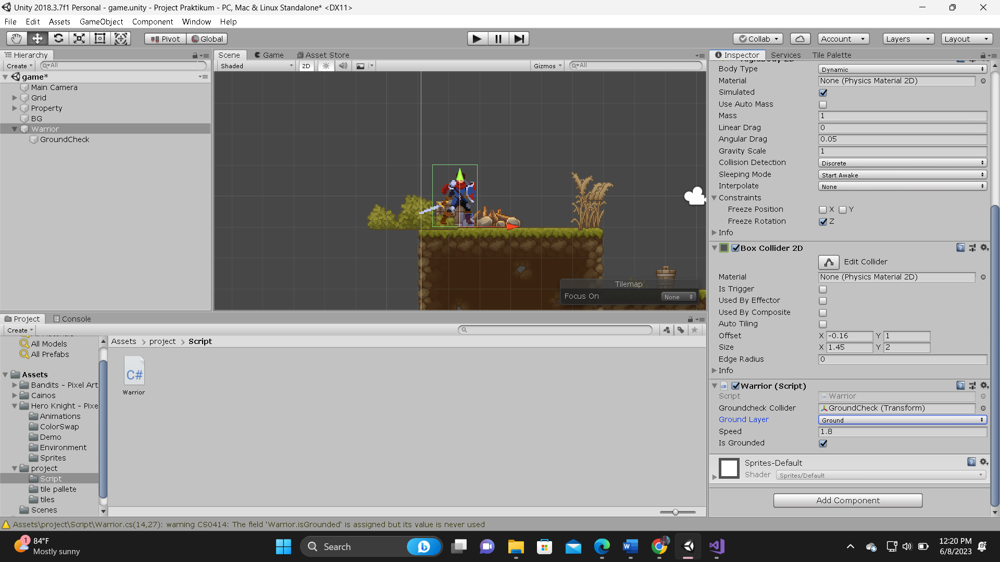 Unity 2018.3.7f1 Personal - game.unity - Project Praktikum - PC, Mac & Linux Standalone* <DX11>
File Edit Assets GameObject Component Window Help
Pivot Global Collab Account Layers Layout
Hierarchy
Create All
game*
Main Camera
Grid
Property
BG
Warrior
GroundCheck
Scene Game Asset Store
Shaded 2D Gizmos All
Tilemap
Focus On None
Project Console
Create
All Models
All Prefabs
Assets
Bandits - Pixel Art
Cainos
Hero Knight - Pixe
Animations
ColorSwap
Demo
Environment
Sprites
project
Script
tile pallete
tiles
Scenes
Assets project Script
C#
Warrior
Inspector Services Tile Palette
Body Type Dynamic
Material None (Physics Material 2D)
Simulated
Use Auto Mass
Mass 1
Linear Drag 0
Angular Drag 0.05
Gravity Scale 1
Collision Detection Discrete
Sleeping Mode Start Awake
Interpolate None
Constraints
Freeze Position X Y
Freeze Rotation Z
Info
Box Collider 2D
Edit Collider
Material None (Physics Material 2D)
Is Trigger
Used By Effector
Used By Composite
Auto Tiling
Offset X -0.16 Y 1
Size X 1.45 Y 2
Edge Radius 0
Info
Warrior (Script)
Script Warrior
Groundcheck Collider GroundCheck (Transform)
Ground Layer Ground
Speed 1.8
Is Grounded
Sprites-Default
Shader Sprites/Default
Add Component
Assets\project\Script\Warrior.cs(14,27): warning CS0414: The field 'Warrior.isGrounded' is assigned but its value is never used
1
84°F
Mostly sunny
Search
12:20 PM
6/8/2023